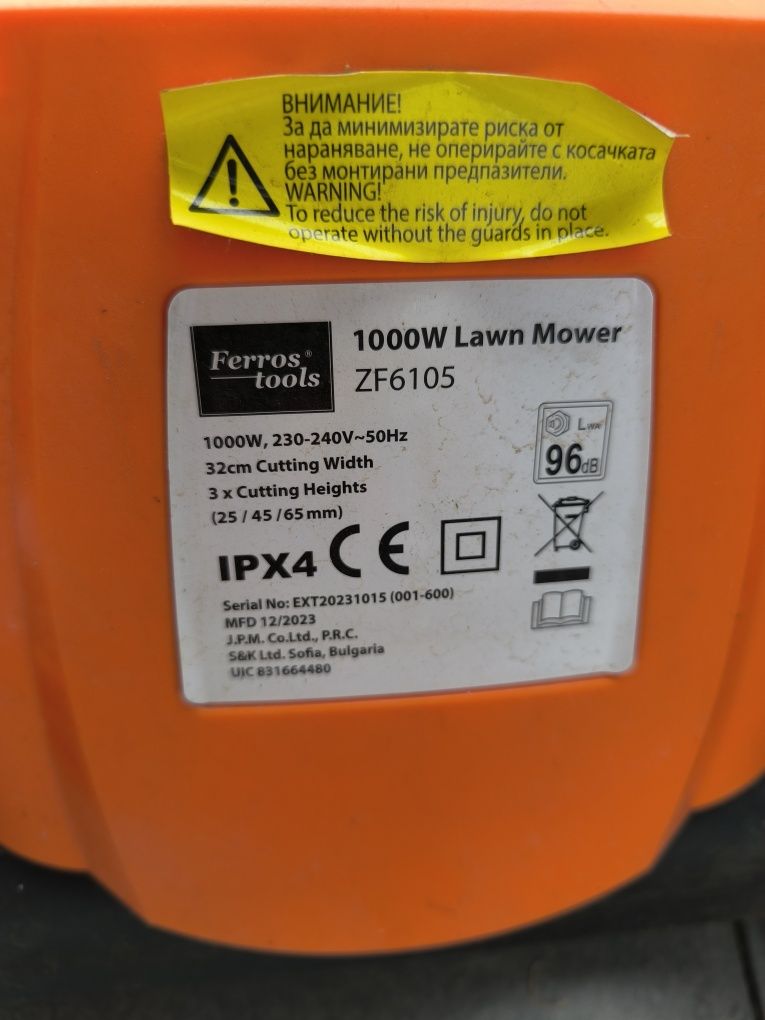 ВНИМАНИЕ!
За да минимизирате риска от
нараняване, не оперирайте с косачката
без монтирани предпазители.
WARNING!
To reduce the risk of injury, do not
operate without the guards in place.
Ferros®
tools
1000W Lawn Mower
ZF6105
1000W, 230-240V~50Hz
32cm Cutting Width
3 x Cutting Heights
(25 / 45 /65 mm)
LWA
96dB
IPX4 CE
Serial No: EXT20231015 (001-600)
MFD 12/2023
J.P.M. Co.Ltd., P.R.C.
S&K Ltd. Sofia, Bulgaria
UIC 831664480